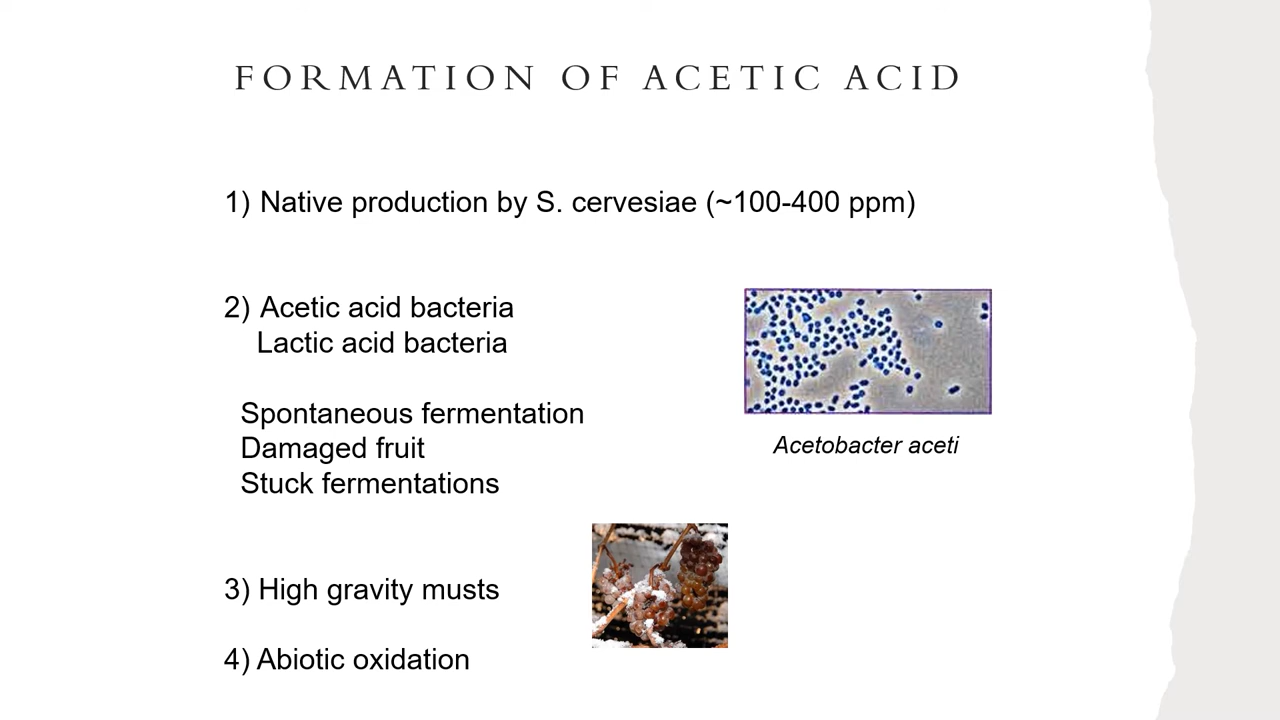 FORMATION OF ACETIC ACID
1) Native production by S. cervesiae (~100-400 ppm)
2) Acetic acid bacteria
Lactic acid bacteria
Spontaneous fermentation
Damaged fruit
Stuck fermentations
Acetobacter aceti
3) High gravity musts
4) Abiotic oxidation